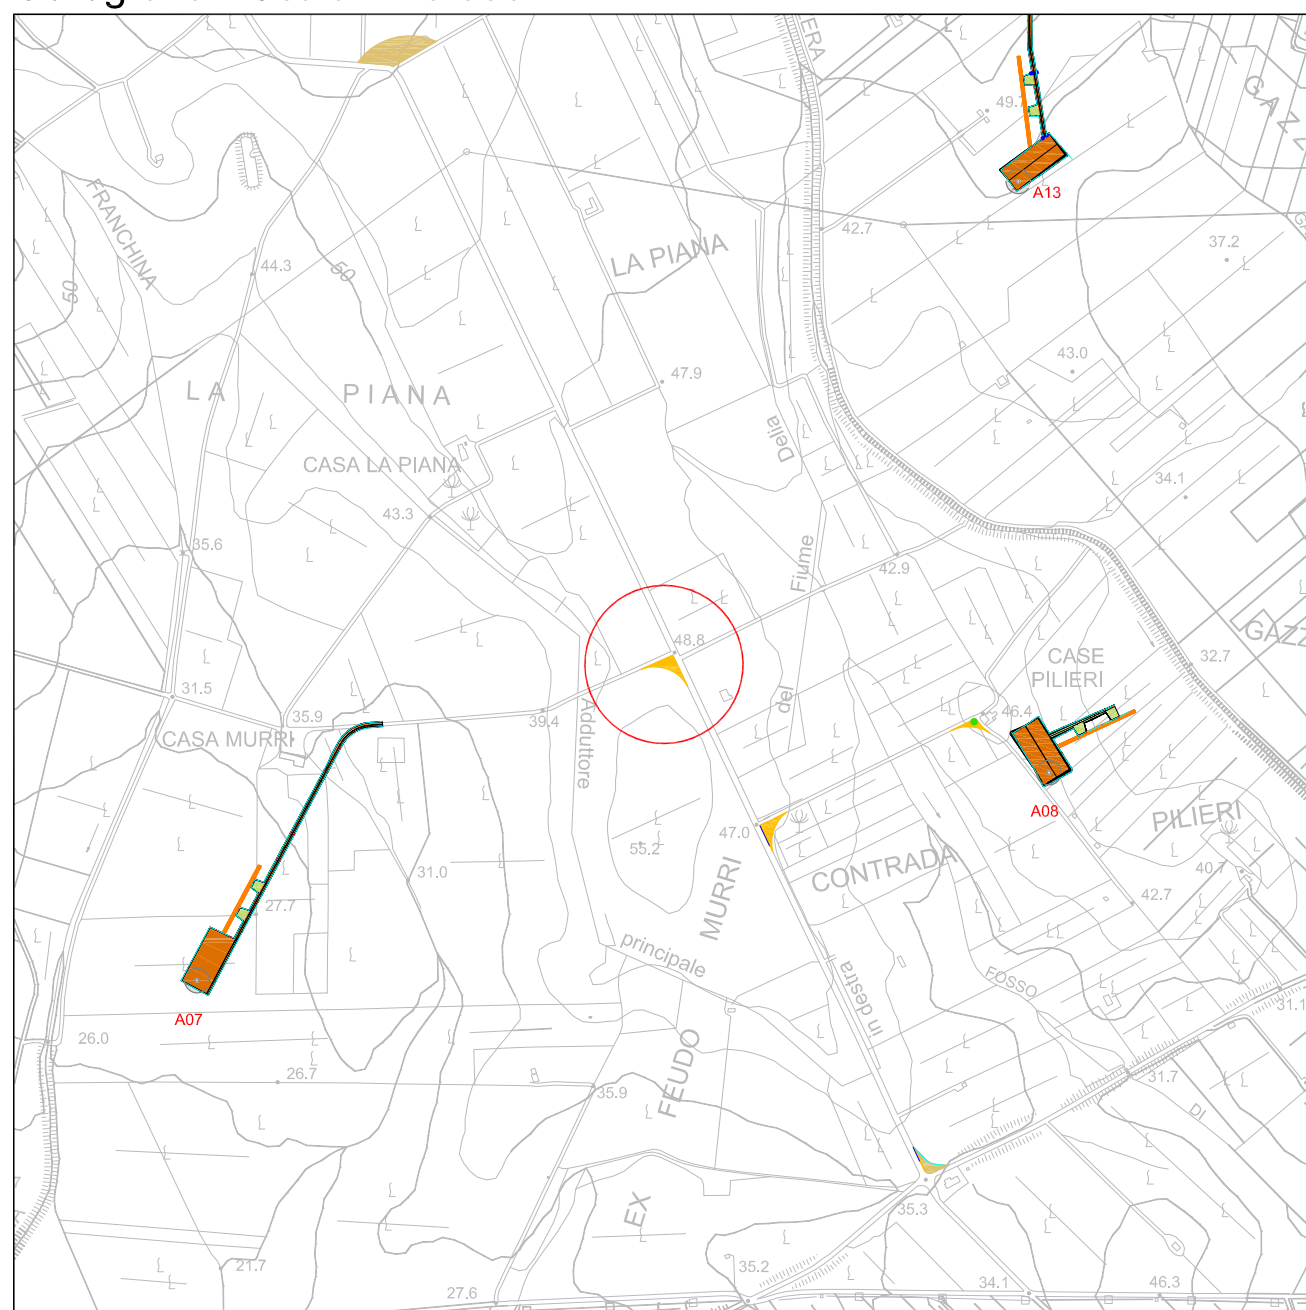 49.7
A13
FRANCHINA
50
44.3
50
LA PIANA
42.7
37.2
LA PIANA
47.9
43.0
Delia
CASA LA PIANA
43.3
34.1
35.6
Fiume
42.9
48.8
CASE
PILIERI
GAZZ
32.7
31.5
35.9
39.4
46.4
del
CASA MURRI
Adduttore
A08
PILIERI
47.0
55.2
CONTRADA
40.7
31.0
MURRI
42.7
27.7
principale
in destra
FOSSO
A07
26.0
31.1
FEUDO
26.7
35.9
31.7
DI
EX
35.3
21.7
35.2
34.1
46.3
27.6